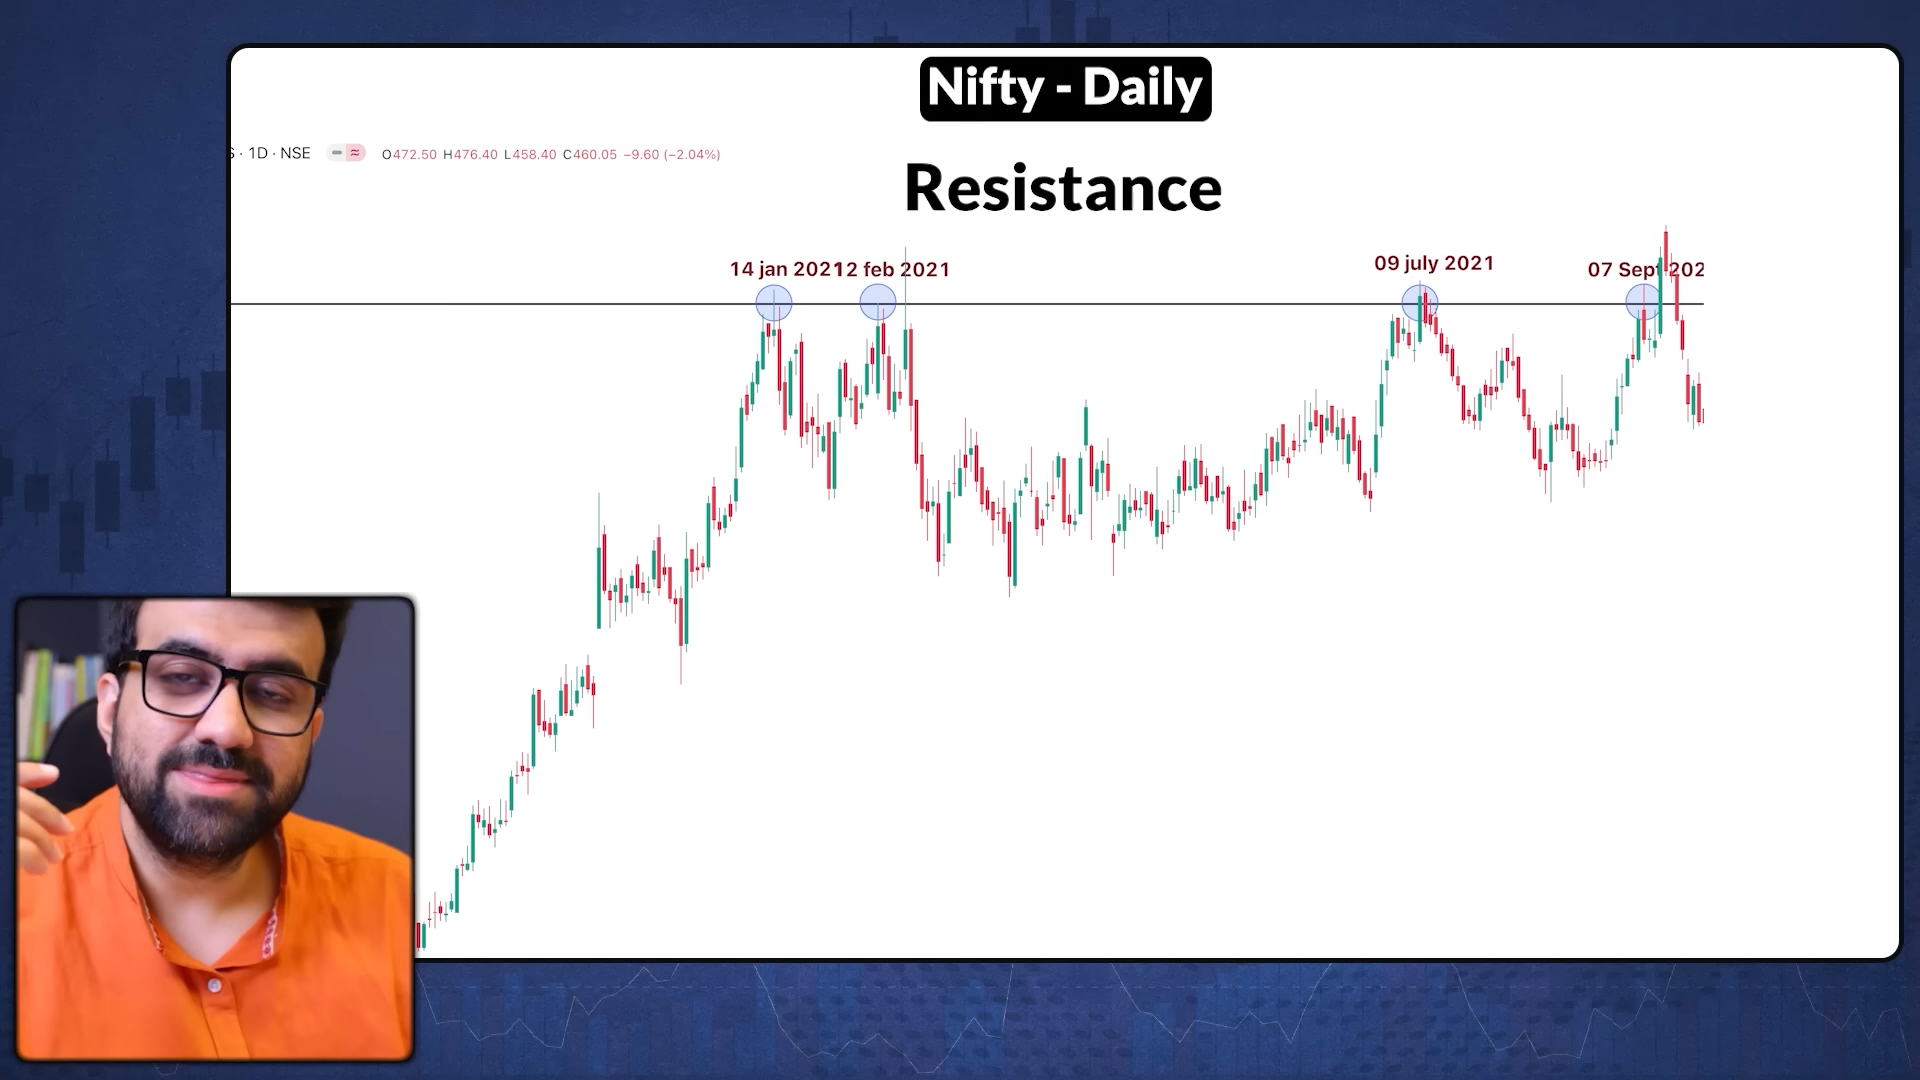 Nifty - Daily
· 1D · NSE O472.50 H476.40 L458.40 C460.05 −9.60 (−2.04%)
Resistance
14 jan 2021 12 feb 2021 09 july 2021 07 Sept 202